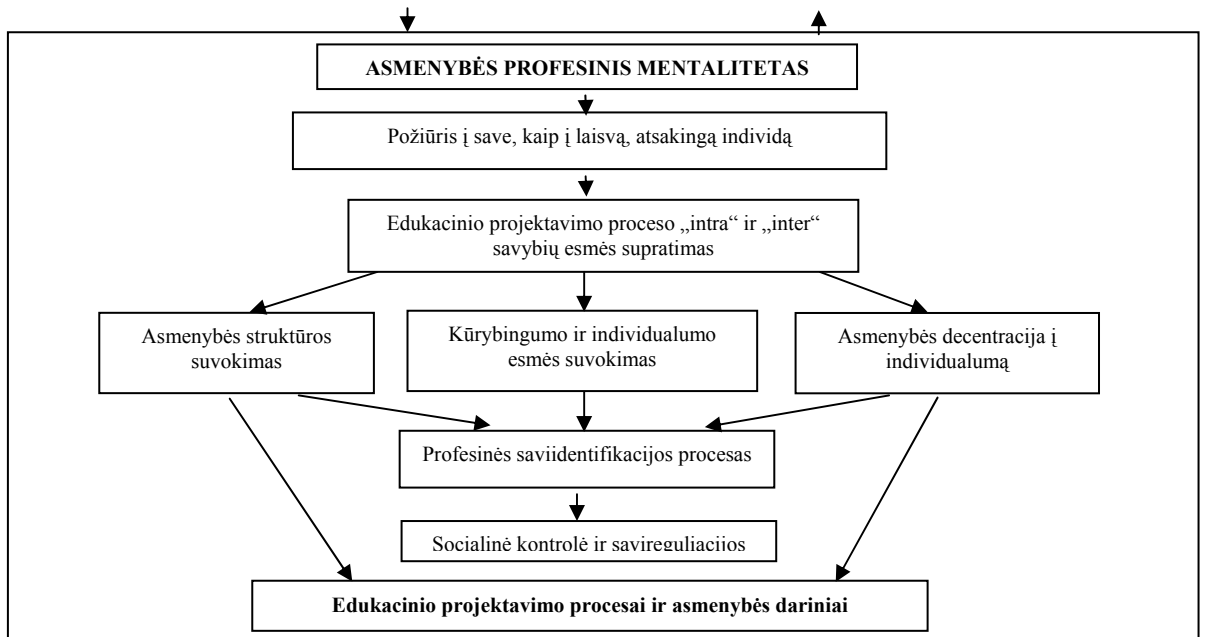 ASMENYBĖS PROFESINIS MENTALITETAS
Požiūris į save, kaip į laisvą, atsakingą individą
Edukacinio projektavimo proceso „intra“ ir „inter“
savybių esmės supratimas
Asmenybės struktūros
suvokimas
Kūrybingumo ir individualumo
esmės suvokimas
Asmenybės decentracija į
individualumą
Profesinės saviidentifikacijos procesas
Socialinė kontrolė ir savireguliacijos
Edukacinio projektavimo procesai ir asmenybės dariniai